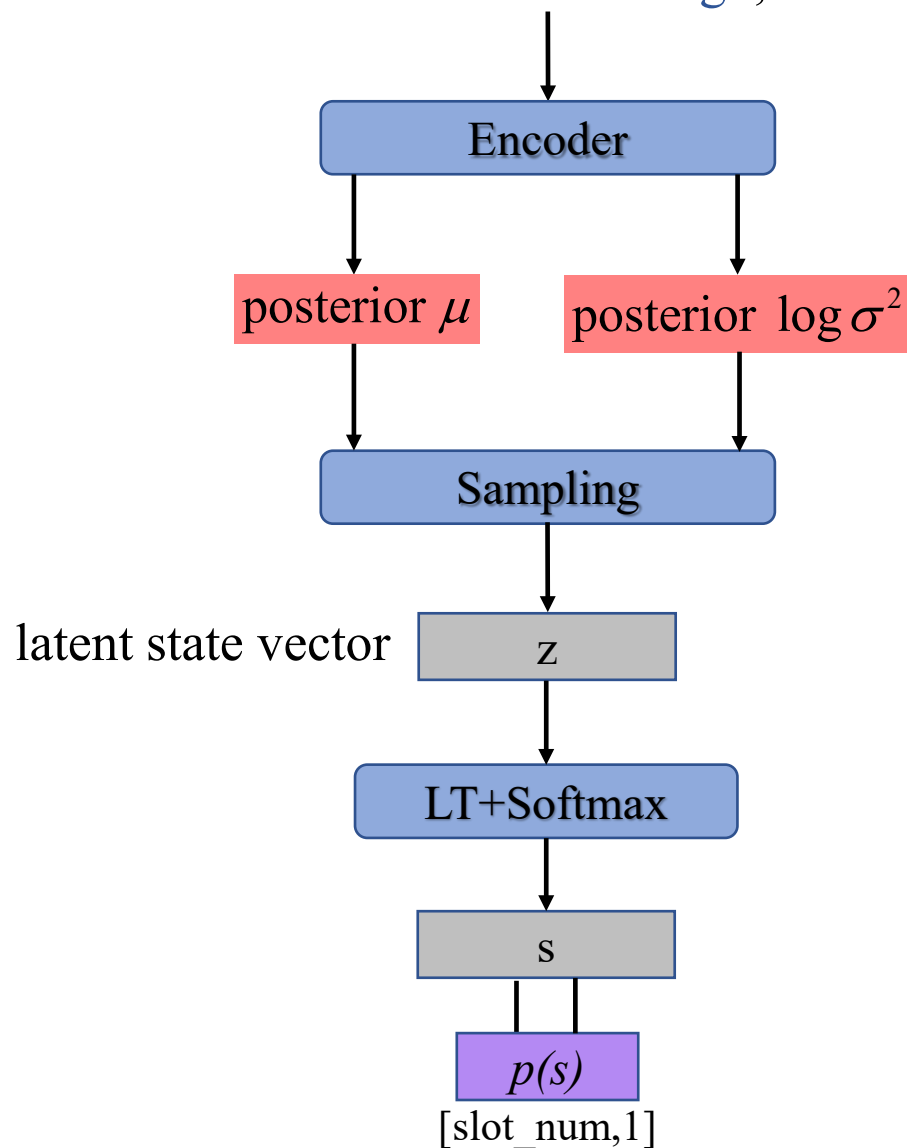 Encoder
posterior μ
posterior log σ²
Sampling
latent state vector
z
LT+Softmax
s
p(s)
[slot_num,1]